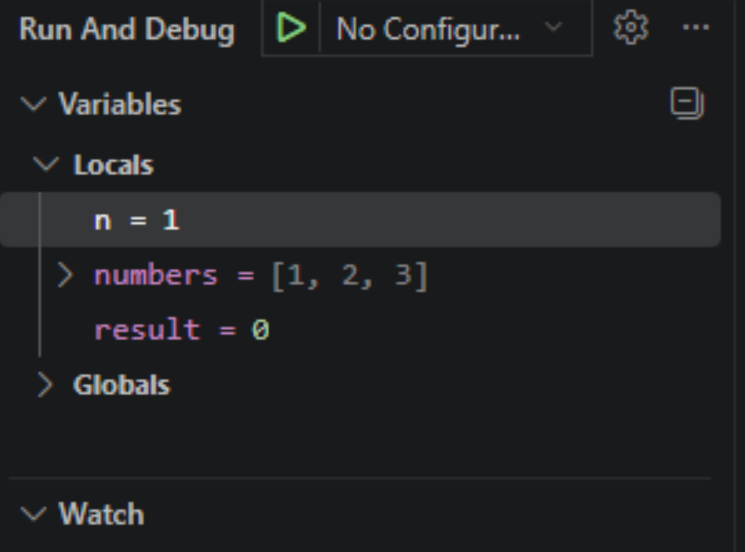 Run And Debug No Configur... ...
Variables
Locals
n = 1
numbers = [1, 2, 3]
result = 0
Globals
Watch